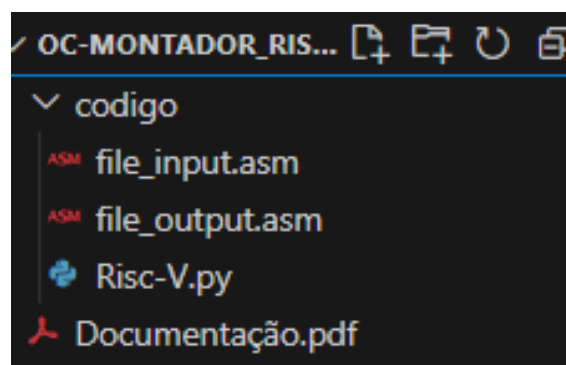 OC-MONTADOR_RIS...
codigo
ASM file_input.asm
ASM file_output.asm
Risc-V.py
Documentação.pdf